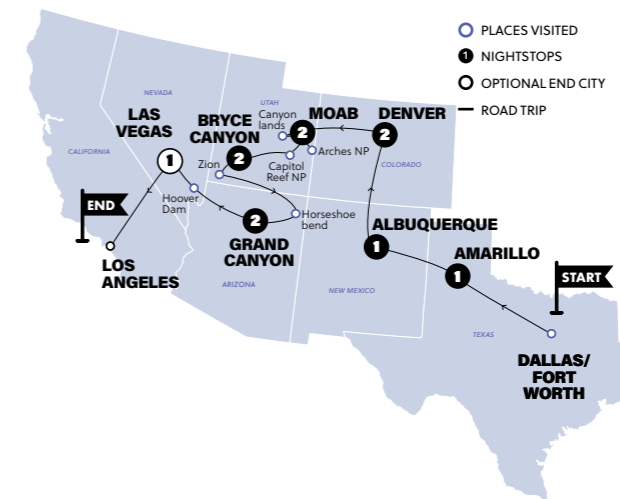 PLACES VISITED
1 NIGHTSTOPS
OPTIONAL END CITY
ROAD TRIP
NEVADA
UTAH
LAS
VEGAS
1
BRYCE
CANYON
2
Canyon
lands
MOAB
2
DENVER
2
CALIFORNIA
Zion
Capitol
Reef NP
Arches NP
COLORADO
Hoover
Dam
END
LOS
ANGELES
2
GRAND
CANYON
Horseshoe
bend
ARIZONA
ALBUQUERQUE
1
NEW MEXICO
AMARILLO
1
START
TEXAS
DALLAS/
FORT
WORTH